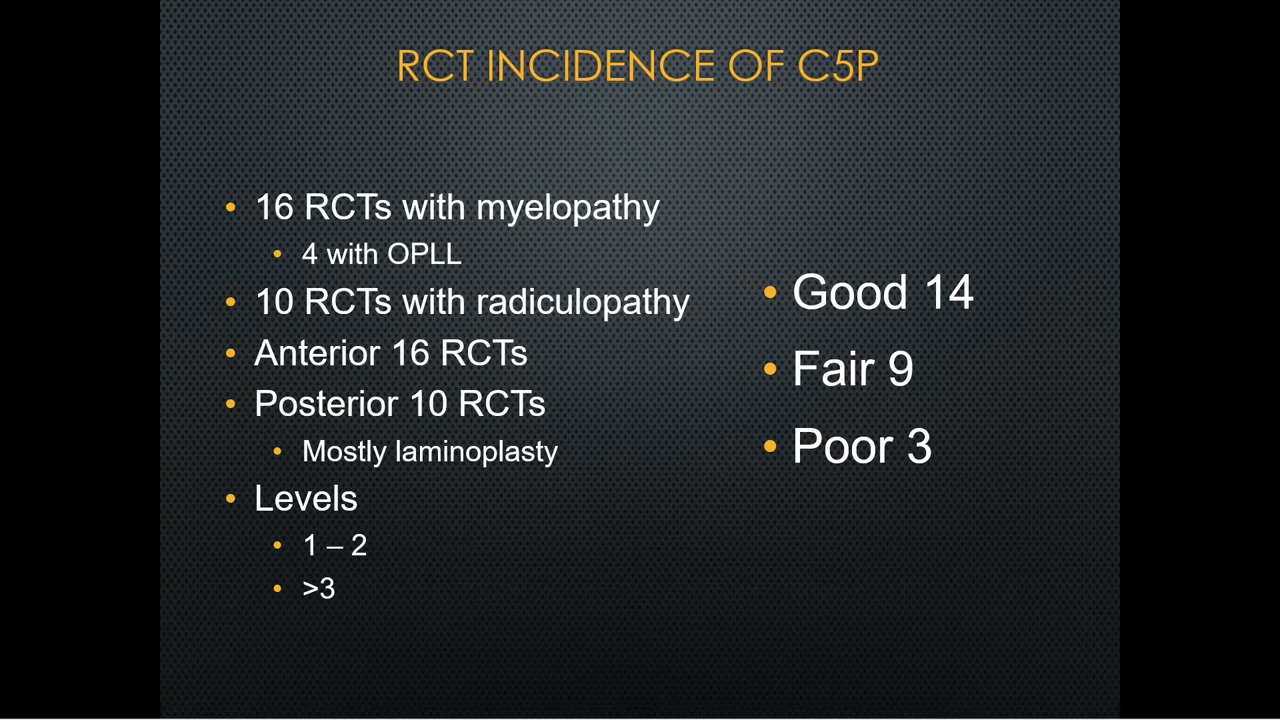 RCT INCIDENCE OF C5P
• 16 RCTs with myelopathy
• 4 with OPLL
• 10 RCTs with radiculopathy
• Anterior 16 RCTs
• Posterior 10 RCTs
• Mostly laminoplasty
• Levels
• 1 – 2
• >3
• Good 14
• Fair 9
• Poor 3